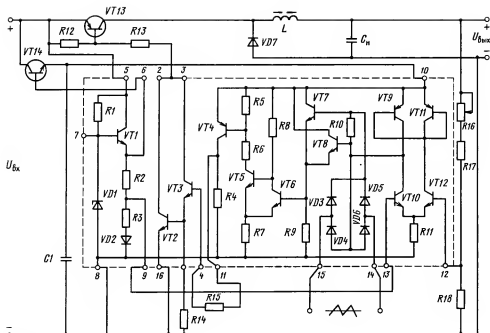 VT13
+
R12
R13
L
VD7
Cн
Uвых
+
−
VT14
5
6
2
3
10
R1
7
VT1
R2
R3
VD1
VD2
VT3
VT2
VT4
R5
R6
R8
R4
VT5
VT6
R7
R9
VT7
VT8
R10
VD3
VD4
VD5
VD6
VT9
VT11
VT10
VT12
R11
R16
R17
R18
Uвх
C1
8
9
16
4
11
15
14
13
12
R15
R14
−